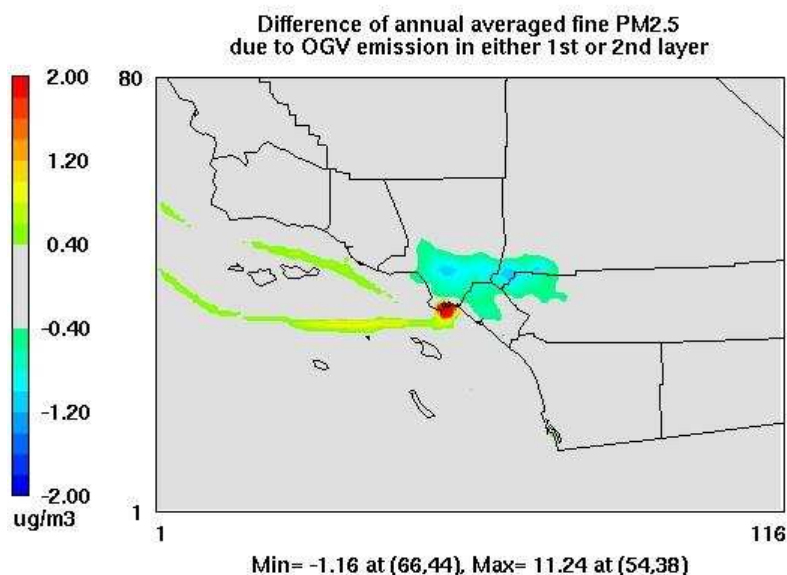 Difference of annual averaged fine PM2.5
due to OGV emission in either 1st or 2nd layer
2.00
1.20
0.40
-0.40
-1.20
-2.00
ug/m3
80
1
1
116
Min= -1.16 at (66,44), Max= 11.24 at (54,38)